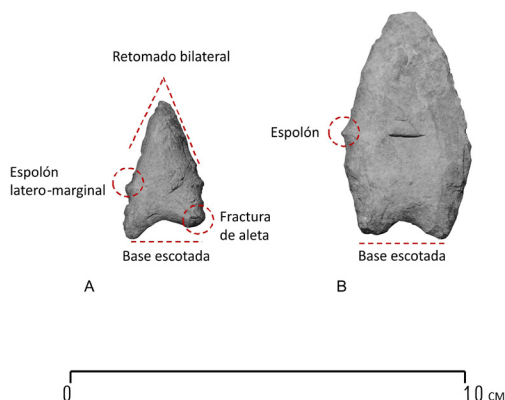 Retomado bilateral
Espolón
latero-marginal
Fractura
de aleta
Base escotada
A
Espolón
Base escotada
B
0
10 CM